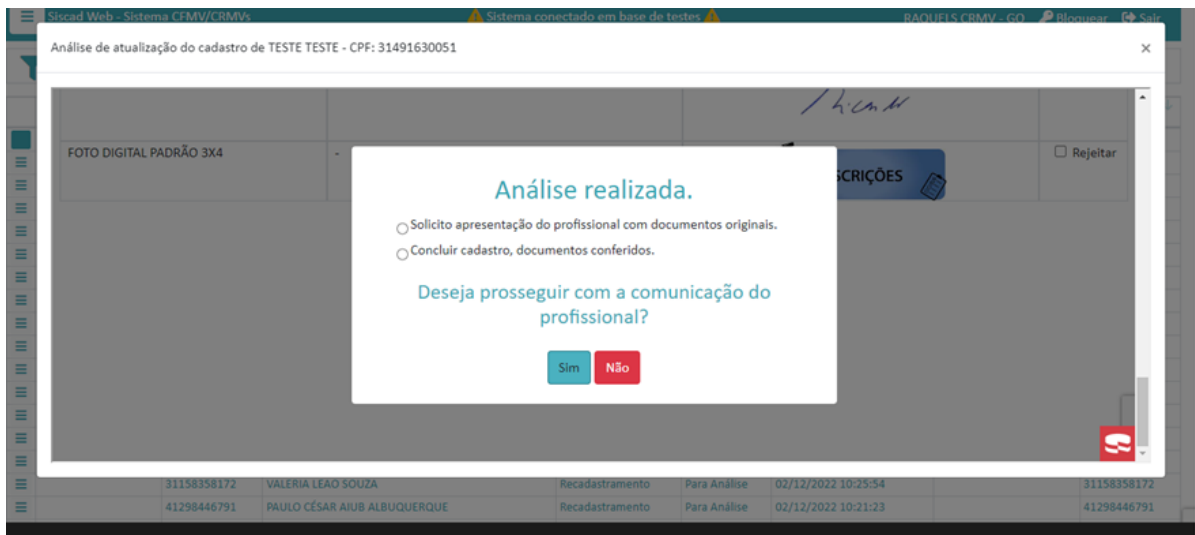 Siscad Web - Sistema CFMV/CRMVs
Sistema conectado em base de testes
RAQUELS CRMV - GO
Bloquear
Sair
Análise de atualização do cadastro de TESTE TESTE - CPF: 31491630051
×
FOTO DIGITAL PADRÃO 3X4
-
SCRIÇÕES
Rejeitar
Análise realizada.
Solicito apresentação do profissional com documentos originais.
Concluir cadastro, documentos conferidos.
Deseja prosseguir com a comunicação do
profissional?
Sim
Não
31158358172 VALERIA LEAO SOUZA Recadastramento Para Análise 02/12/2022 10:25:54 31158358172
41298446791 PAULO CÉSAR AIUB ALBUQUERQUE Recadastramento Para Análise 02/12/2022 10:21:23 41298446791